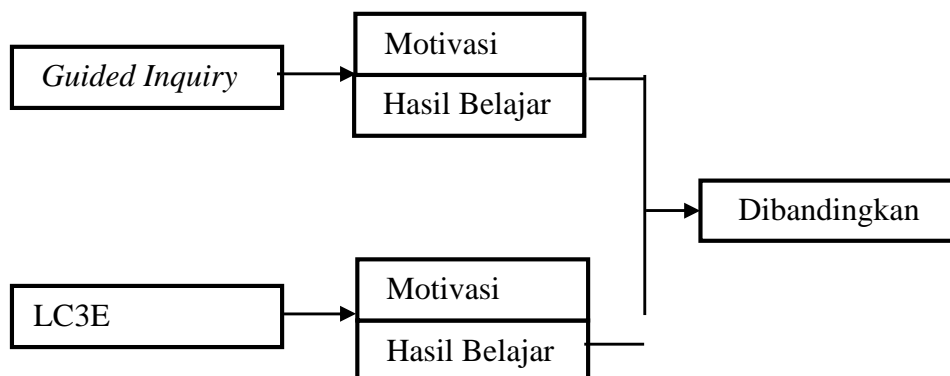 Motivasi
Guided Inquiry
Hasil Belajar
Dibandingkan
Motivasi
LC3E
Hasil Belajar